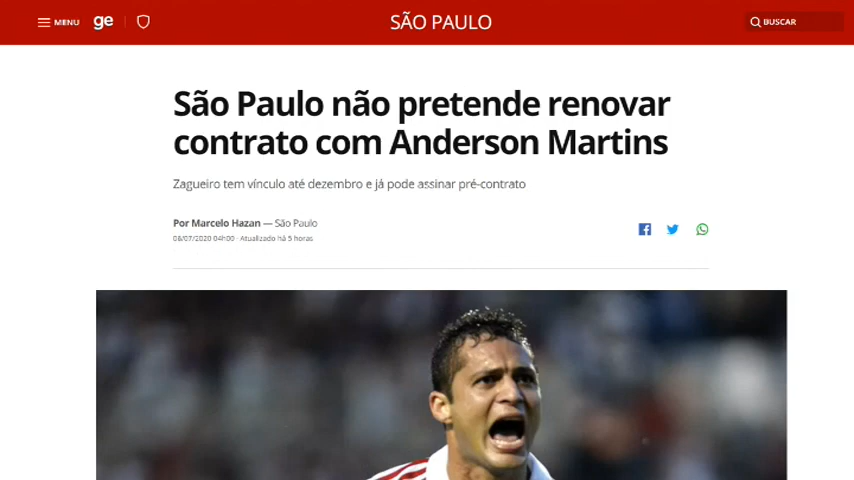 MENU ge SÃO PAULO BUSCAR
São Paulo não pretende renovar
contrato com Anderson Martins
Zagueiro tem vínculo até dezembro e já pode assinar pré-contrato
Por Marcelo Hazan — São Paulo
08/07/2020 04h00 · Atualizado há 5 horas